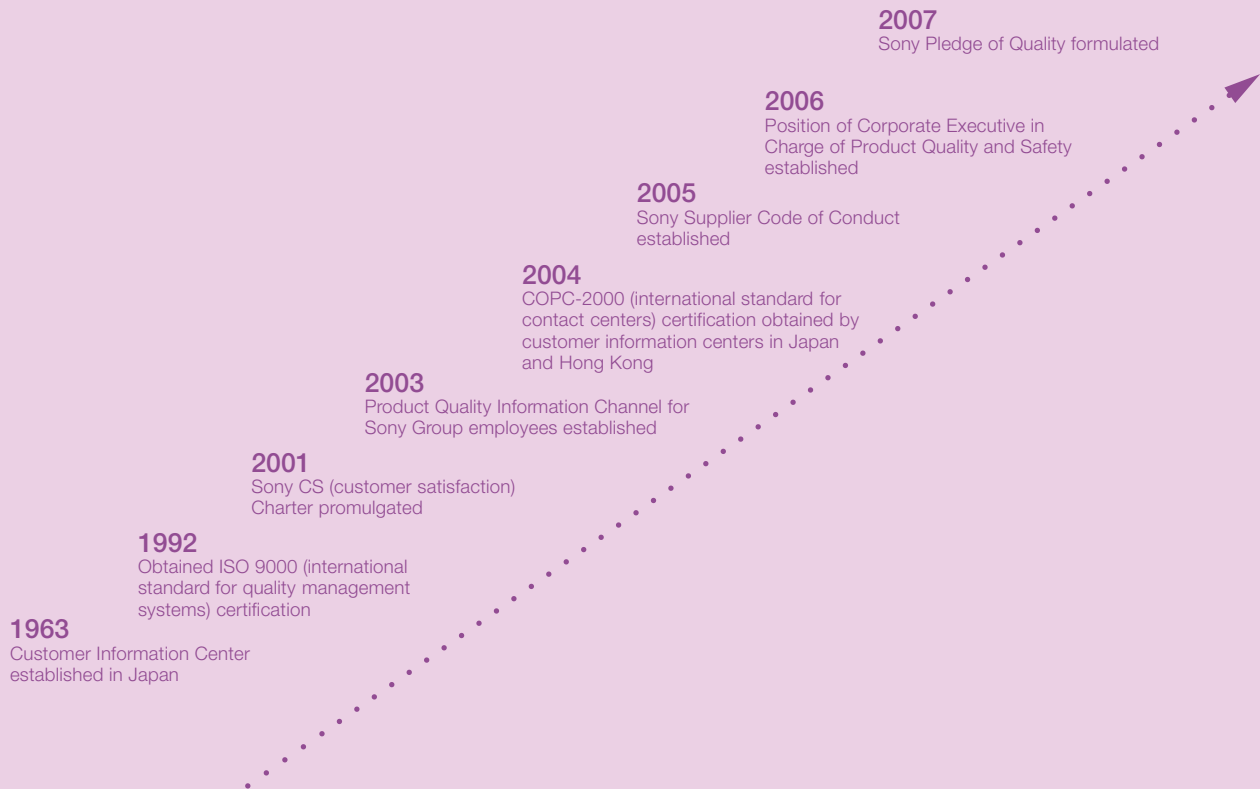 2007
Sony Pledge of Quality formulated
2006
Position of Corporate Executive in
Charge of Product Quality and Safety
established
2005
Sony Supplier Code of Conduct
established
2004
COPC-2000 (international standard for
contact centers) certification obtained by
customer information centers in Japan
and Hong Kong
2003
Product Quality Information Channel for
Sony Group employees established
2001
Sony CS (customer satisfaction)
Charter promulgated
1992
Obtained ISO 9000 (international
standard for quality management
systems) certification
1963
Customer Information Center
established in Japan